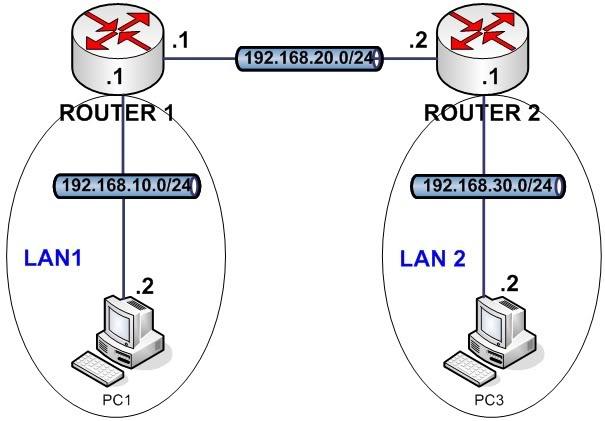 .1
192.168.20.0/24
.2
.1
.1
ROUTER 1
ROUTER 2
192.168.10.0/24
192.168.30.0/24
LAN1
LAN 2
.2
.2
PC1
PC3